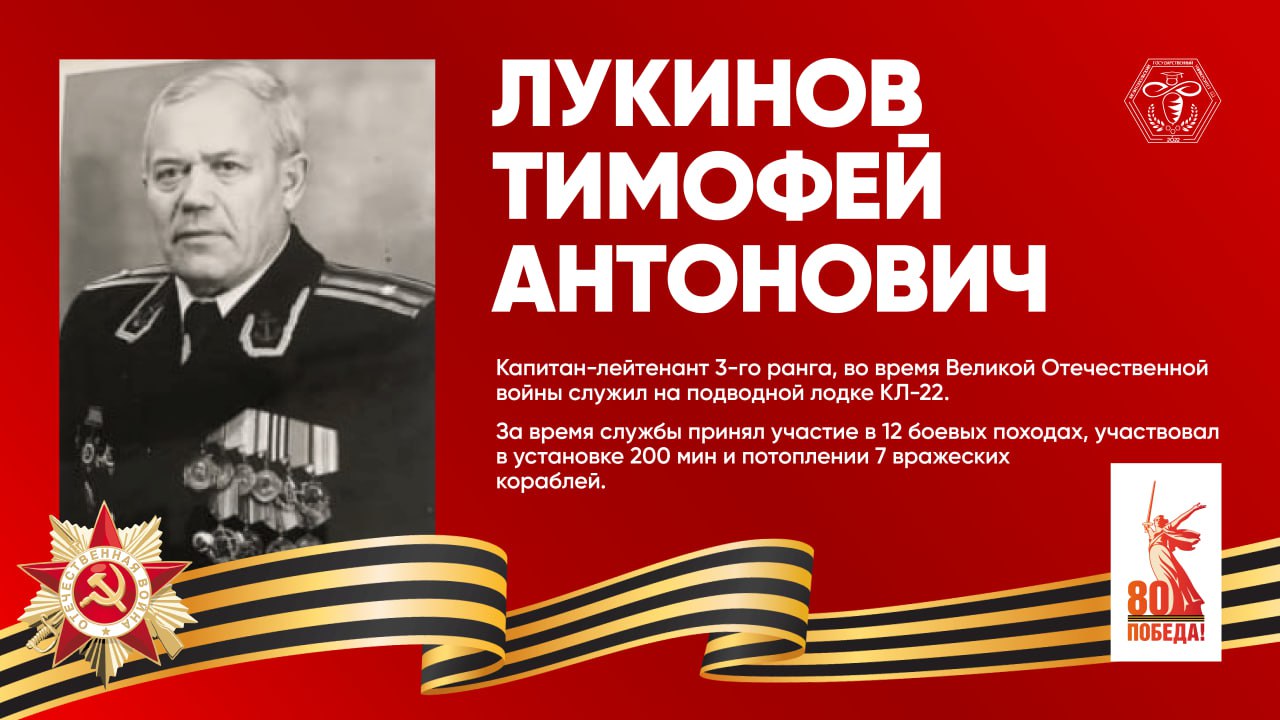 ЛУКИНОВ
ТИМОФЕЙ
АНТОНОВИЧ
Капитан-лейтенант 3-го ранга, во время Великой Отечественной
войны служил на подводной лодке КЛ-22.
За время службы принял участие в 12 боевых походах, участвовал
в установке 200 мин и потоплении 7 вражеских
кораблей.
ОТЕЧЕСТВЕННАЯ ВОЙНА
80
ПОБЕДА!
ГОСУДАРСТВЕННЫЙ
2022